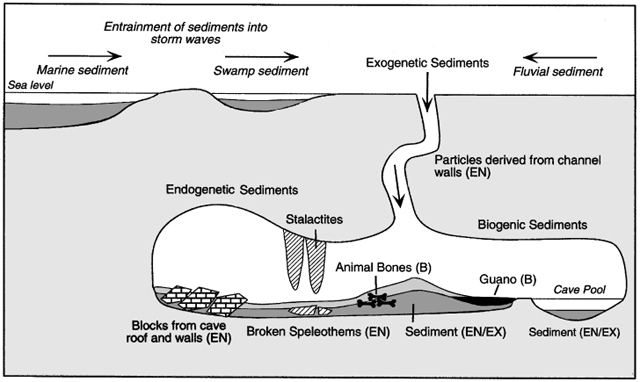 Entrainment of sediments into
storm waves
Marine sediment
Swamp sediment
Exogenetic Sediments
Fluvial sediment
Sea level
Particles derived from channel
walls (EN)
Endogenetic Sediments
Stalactites
Biogenic Sediments
Animal Bones (B)
Guano (B)
Cave Pool
Blocks from cave
roof and walls (EN)
Broken Speleothems (EN)
Sediment (EN/EX)
Sediment (EN/EX)